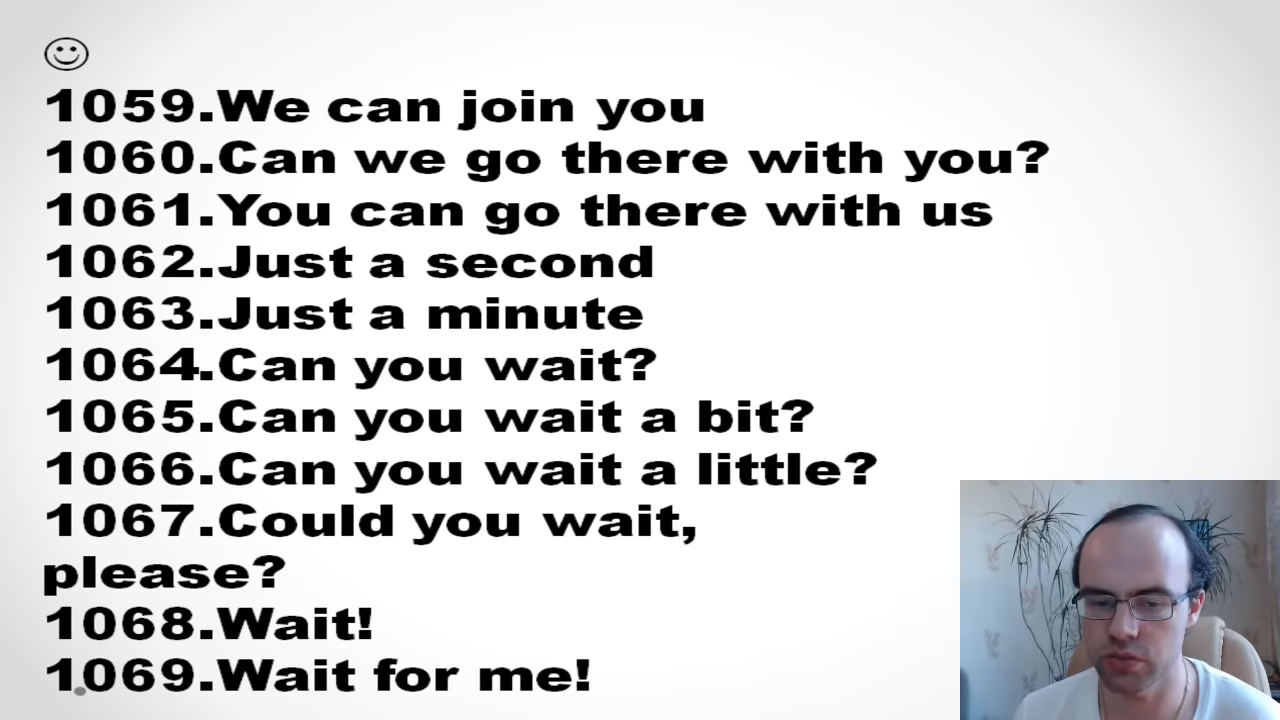 1059.We can join you
1060.Can we go there with you?
1061.You can go there with us
1062.Just a second
1063.Just a minute
1064.Can you wait?
1065.Can you wait a bit?
1066.Can you wait a little?
1067.Could you wait,
please?
1068.Wait!
1069.Wait for me!